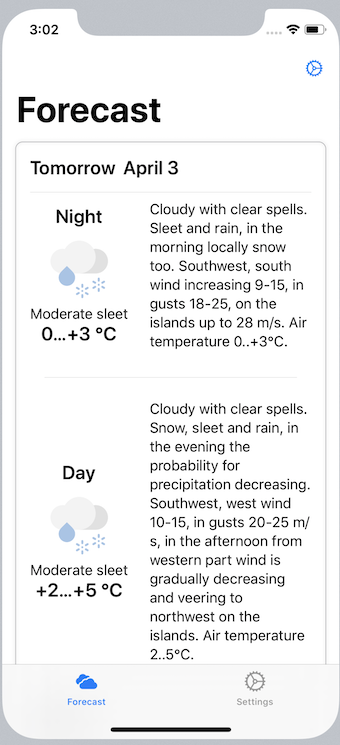 3:02
Forecast
Tomorrow April 3
Night
Moderate sleet
0...+3 °C
Cloudy with clear spells.
Sleet and rain, in the
morning locally snow
too. Southwest, south
wind increasing 9-15, in
gusts 18-25, on the
islands up to 28 m/s. Air
temperature 0..+3°C.
Day
Moderate sleet
+2...+5 °C
Cloudy with clear spells.
Snow, sleet and rain, in
the evening the
probability for
precipitation decreasing.
Southwest, west wind
10-15, in gusts 20-25 m/
s, in the afternoon from
western part wind is
gradually decreasing
and veering to
northwest on the
islands. Air temperature
2..5°C.
Forecast
Settings